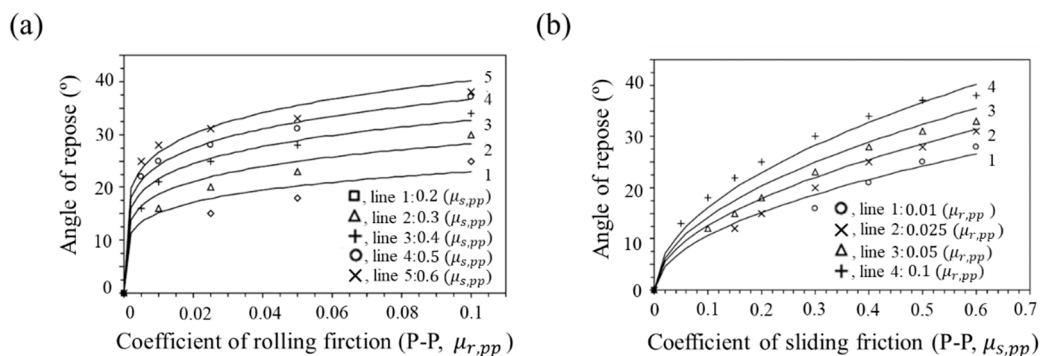 (a)
Angle of repose (º)
40
30
20
10
0
5
4
3
2
1
, line 1:0.2 (μs,pp)
, line 2:0.3 (μs,pp)
, line 3:0.4 (μs,pp)
, line 4:0.5 (μs,pp)
, line 5:0.6 (μs,pp)
0
0.02
0.04
0.06
0.08
0.1
Coefficient of rolling firction (P-P, μr,pp)
(b)
Angle of repose (º)
40
30
20
10
0
4
3
2
1
, line 1:0.01 (μr,pp)
, line 2:0.025 (μr,pp)
, line 3:0.05 (μr,pp)
, line 4: 0.1 (μr,pp)
0
0.1
0.2
0.3
0.4
0.5
0.6
0.7
Coefficient of sliding friction (P-P, μs,pp)